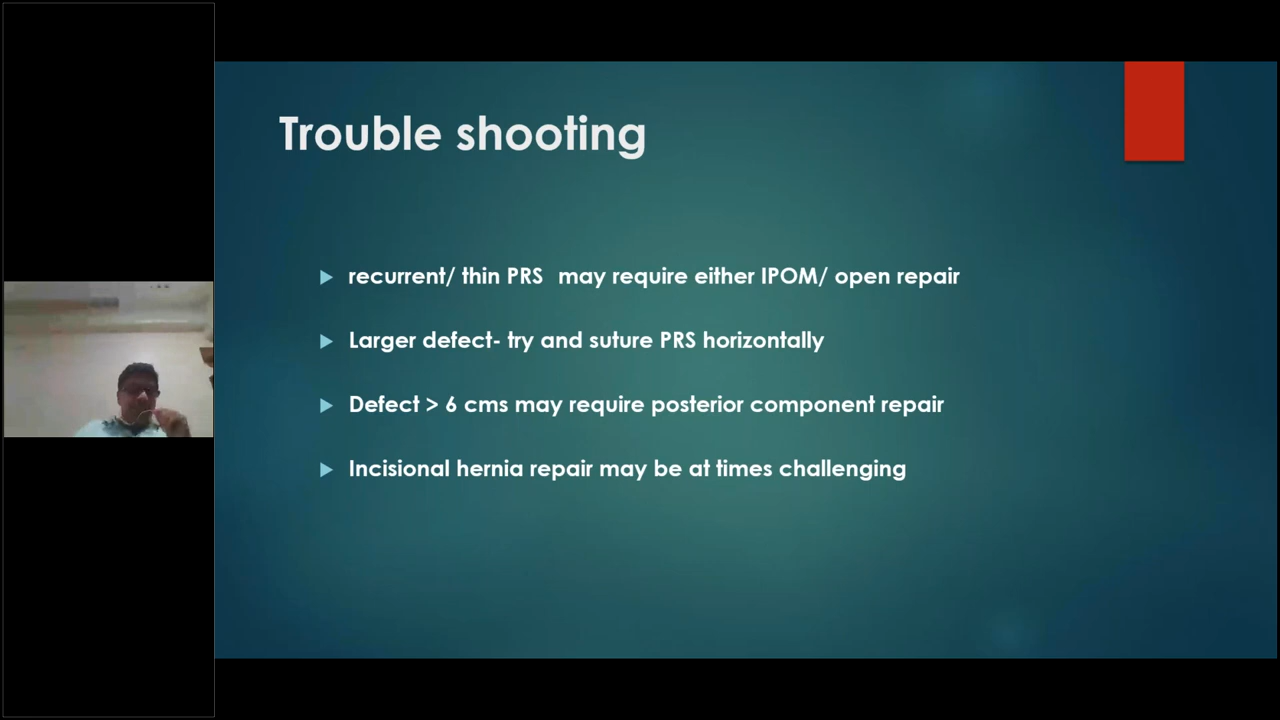 Trouble shooting
recurrent/ thin PRS may require either IPOM/ open repair
Larger defect- try and suture PRS horizontally
Defect > 6 cms may require posterior component repair
Incisional hernia repair may be at times challenging